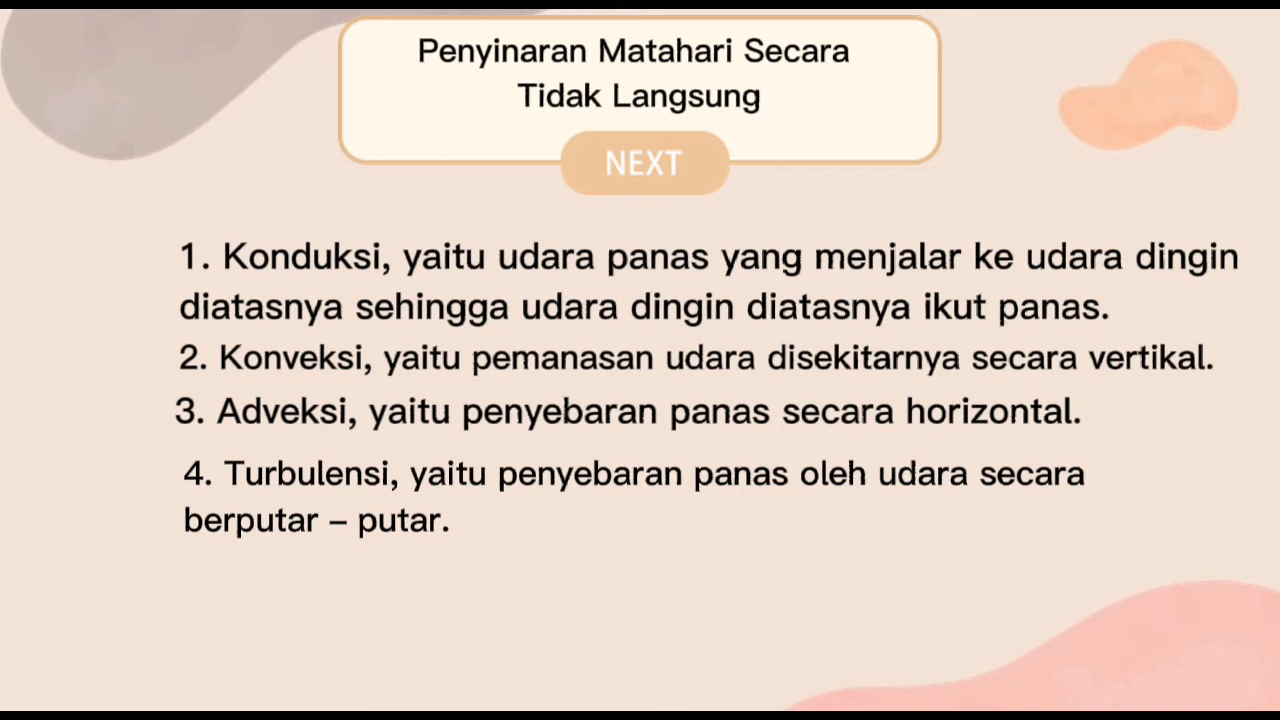 Penyinaran Matahari Secara
Tidak Langsung
NEXT
1. Konduksi, yaitu udara panas yang menjalar ke udara dingin
diatasnya sehingga udara dingin diatasnya ikut panas.
2. Konveksi, yaitu pemanasan udara disekitarnya secara vertikal.
3. Adveksi, yaitu penyebaran panas secara horizontal.
4. Turbulensi, yaitu penyebaran panas oleh udara secara
berputar – putar.